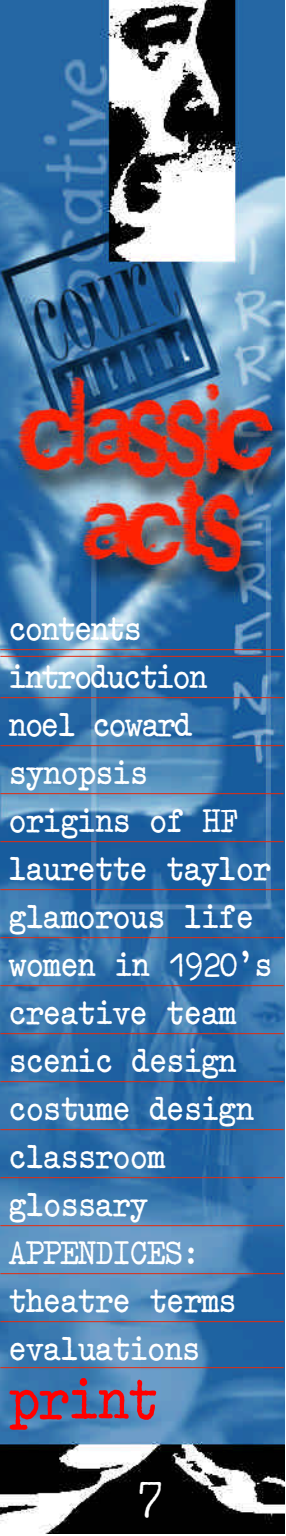 ocative
IRREVERENT
court
THEATRE
classic
acts
contents
introduction
noel coward
synopsis
origins of HF
laurette taylor
glamorous life
women in 1920's
creative team
scenic design
costume design
classroom
glossary
APPENDICES:
theatre terms
evaluations
print
7